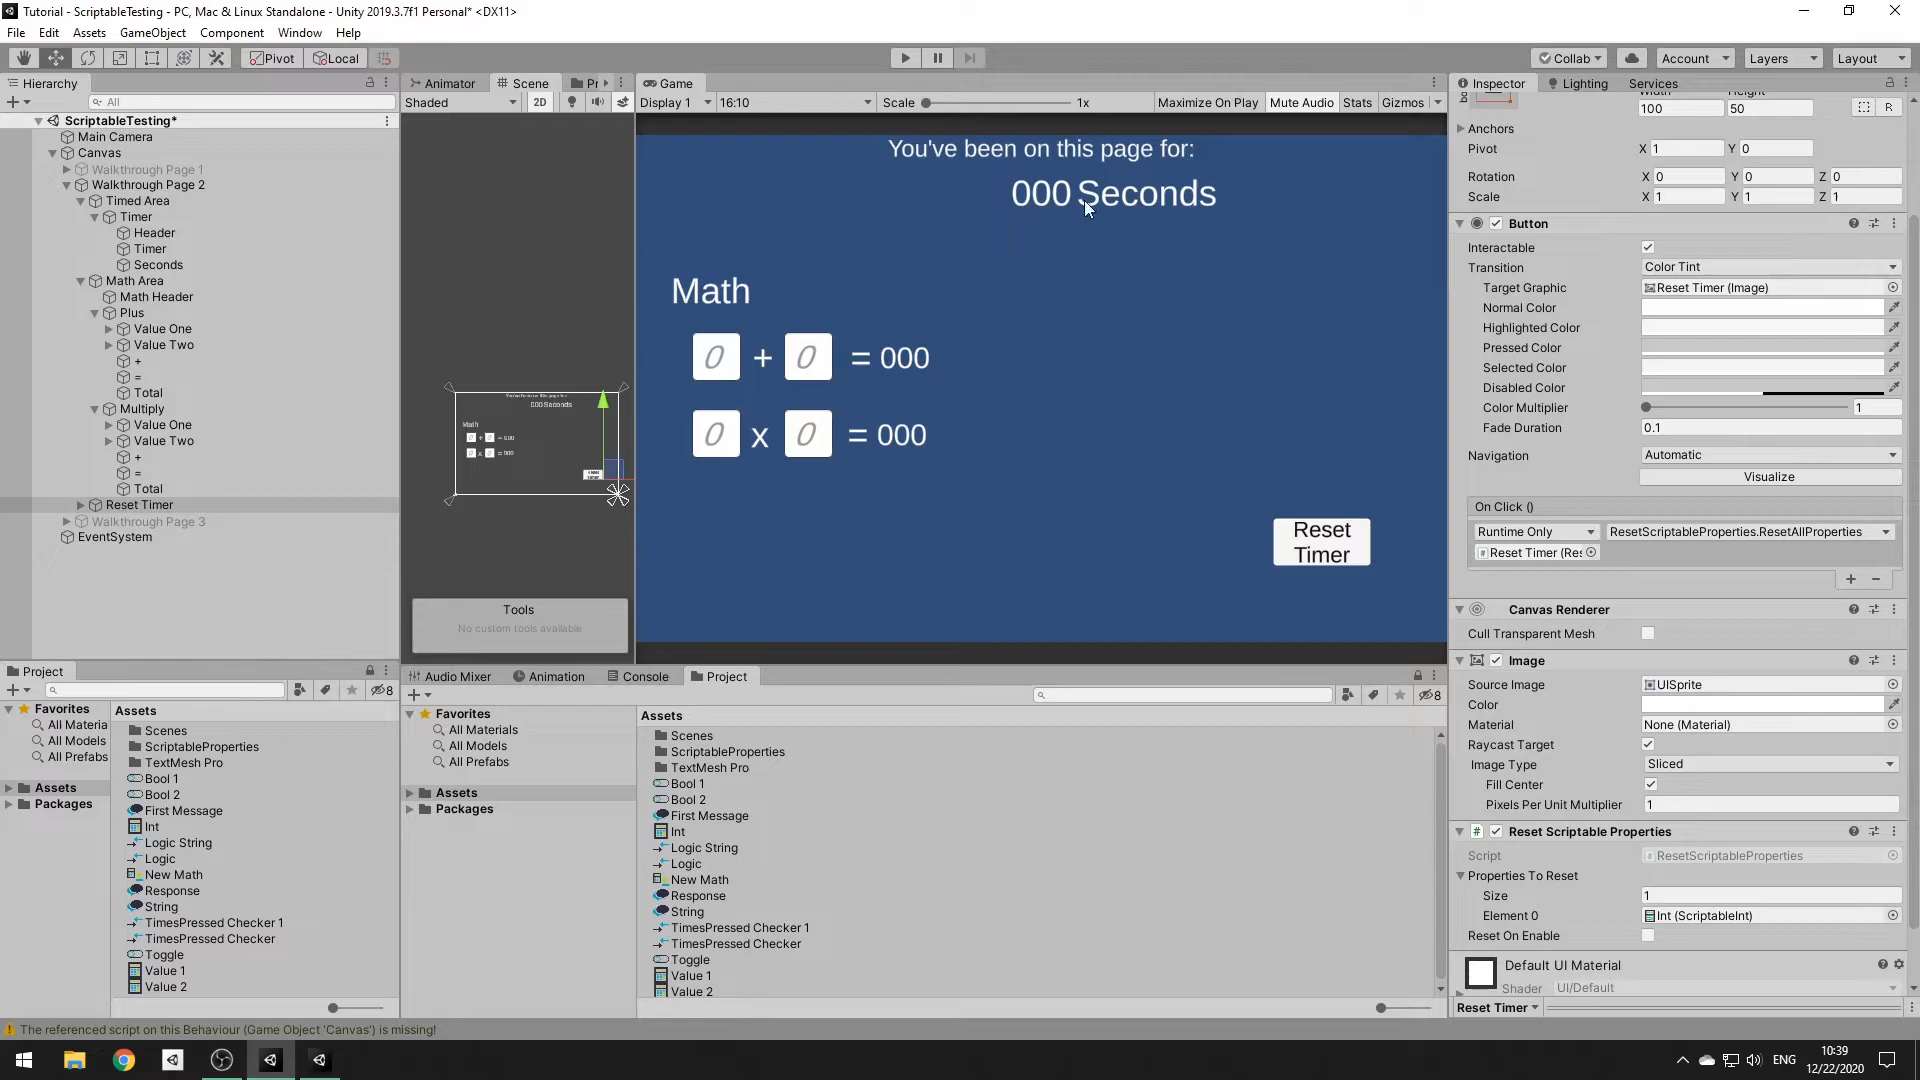 Tutorial - ScriptableTesting - PC, Mac & Linux Standalone - Unity 2019.3.7f1 Personal* <DX11>
File Edit Assets GameObject Component Window Help
Pivot Local Collab Account Layers Layout
Hierarchy
All
ScriptableTesting*
Main Camera
Canvas
Walkthrough Page 1
Walkthrough Page 2
Timed Area
Timer
Header
Timer
Seconds
Math Area
Math Header
Plus
Value One
Value Two
+
=
Total
Multiply
Value One
Value Two
+
=
Total
Reset Timer
Walkthrough Page 3
EventSystem
Animator Scene Pr
Shaded 2D
Tools
No custom tools available
Game
Display 1 16:10 Scale 1x Maximize On Play Mute Audio Stats Gizmos
You've been on this page for:
000 Seconds
Math
0 + 0 = 000
0 x 0 = 000
Reset
Timer
Inspector Lighting Services
Width Height
100 50 R
Anchors
Pivot X 1 Y 0
Rotation X 0 Y 0 Z 0
Scale X 1 Y 1 Z 1
Button
Interactable
Transition Color Tint
Target Graphic Reset Timer (Image)
Normal Color
Highlighted Color
Pressed Color
Selected Color
Disabled Color
Color Multiplier 1
Fade Duration 0.1
Navigation Automatic
Visualize
On Click ()
Runtime Only ResetScriptableProperties.ResetAllProperties
Reset Timer (Res
Canvas Renderer
Cull Transparent Mesh
Image
Source Image UISprite
Color
Material None (Material)
Raycast Target
Image Type Sliced
Fill Center
Pixels Per Unit Multiplier 1
# Reset Scriptable Properties
Script ResetScriptableProperties
Properties To Reset
Size 1
Element 0 Int (ScriptableInt)
Reset On Enable
Default UI Material
Shader UI/Default
Reset Timer
Project
8
Favorites
All Materia
All Models
All Prefabs
Assets
Packages
Assets
Scenes
ScriptableProperties
TextMesh Pro
Bool 1
Bool 2
First Message
Int
Logic String
Logic
New Math
Response
String
TimesPressed Checker 1
TimesPressed Checker
Toggle
Value 1
Value 2
Audio Mixer Animation Console Project
8
Favorites
All Materials
All Models
All Prefabs
Assets
Packages
Assets
Scenes
ScriptableProperties
TextMesh Pro
Bool 1
Bool 2
First Message
Int
Logic String
Logic
New Math
Response
String
TimesPressed Checker 1
TimesPressed Checker
Toggle
Value 1
Value 2
The referenced script on this Behaviour (Game Object 'Canvas') is missing!
ENG
10:39
12/22/2020